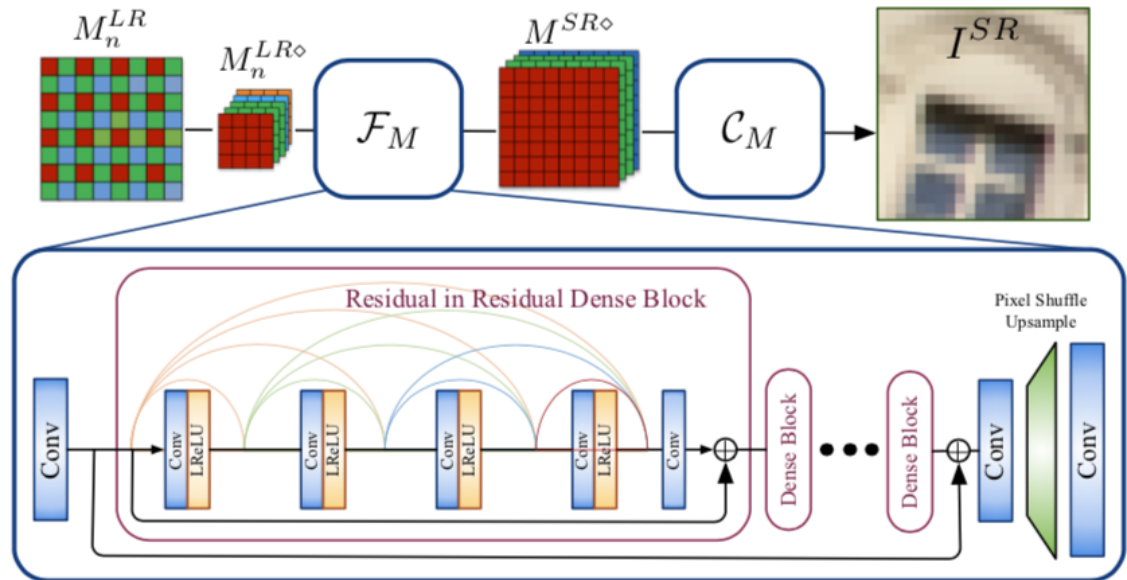 M_n^{LR}
M_n^{LR◇}
F_M
M^{SR◇}
C_M
I^{SR}
Residual in Residual Dense Block
Pixel Shuffle
Upsample
Conv
Conv
LReLU
Conv
LReLU
Conv
LReLU
Conv
LReLU
Conv
Dense Block
Dense Block
Conv
Conv